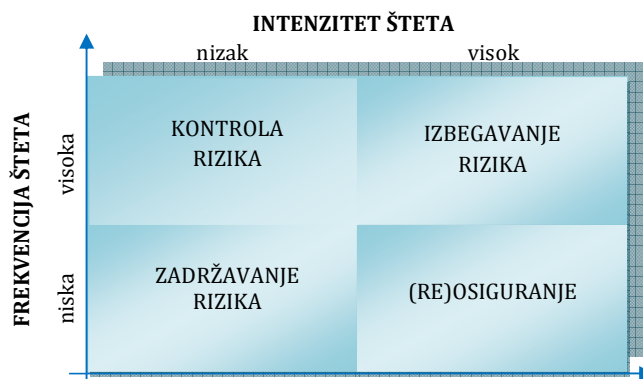 INTENZITET ŠTETA
nizak
visok
FREKVENCIJA ŠTETA
visoka
niska
KONTROLA
RIZIKA
IZBEGAVANJE
RIZIKA
ZADRŽAVANJE
RIZIKA
(RE)OSIGURANJE